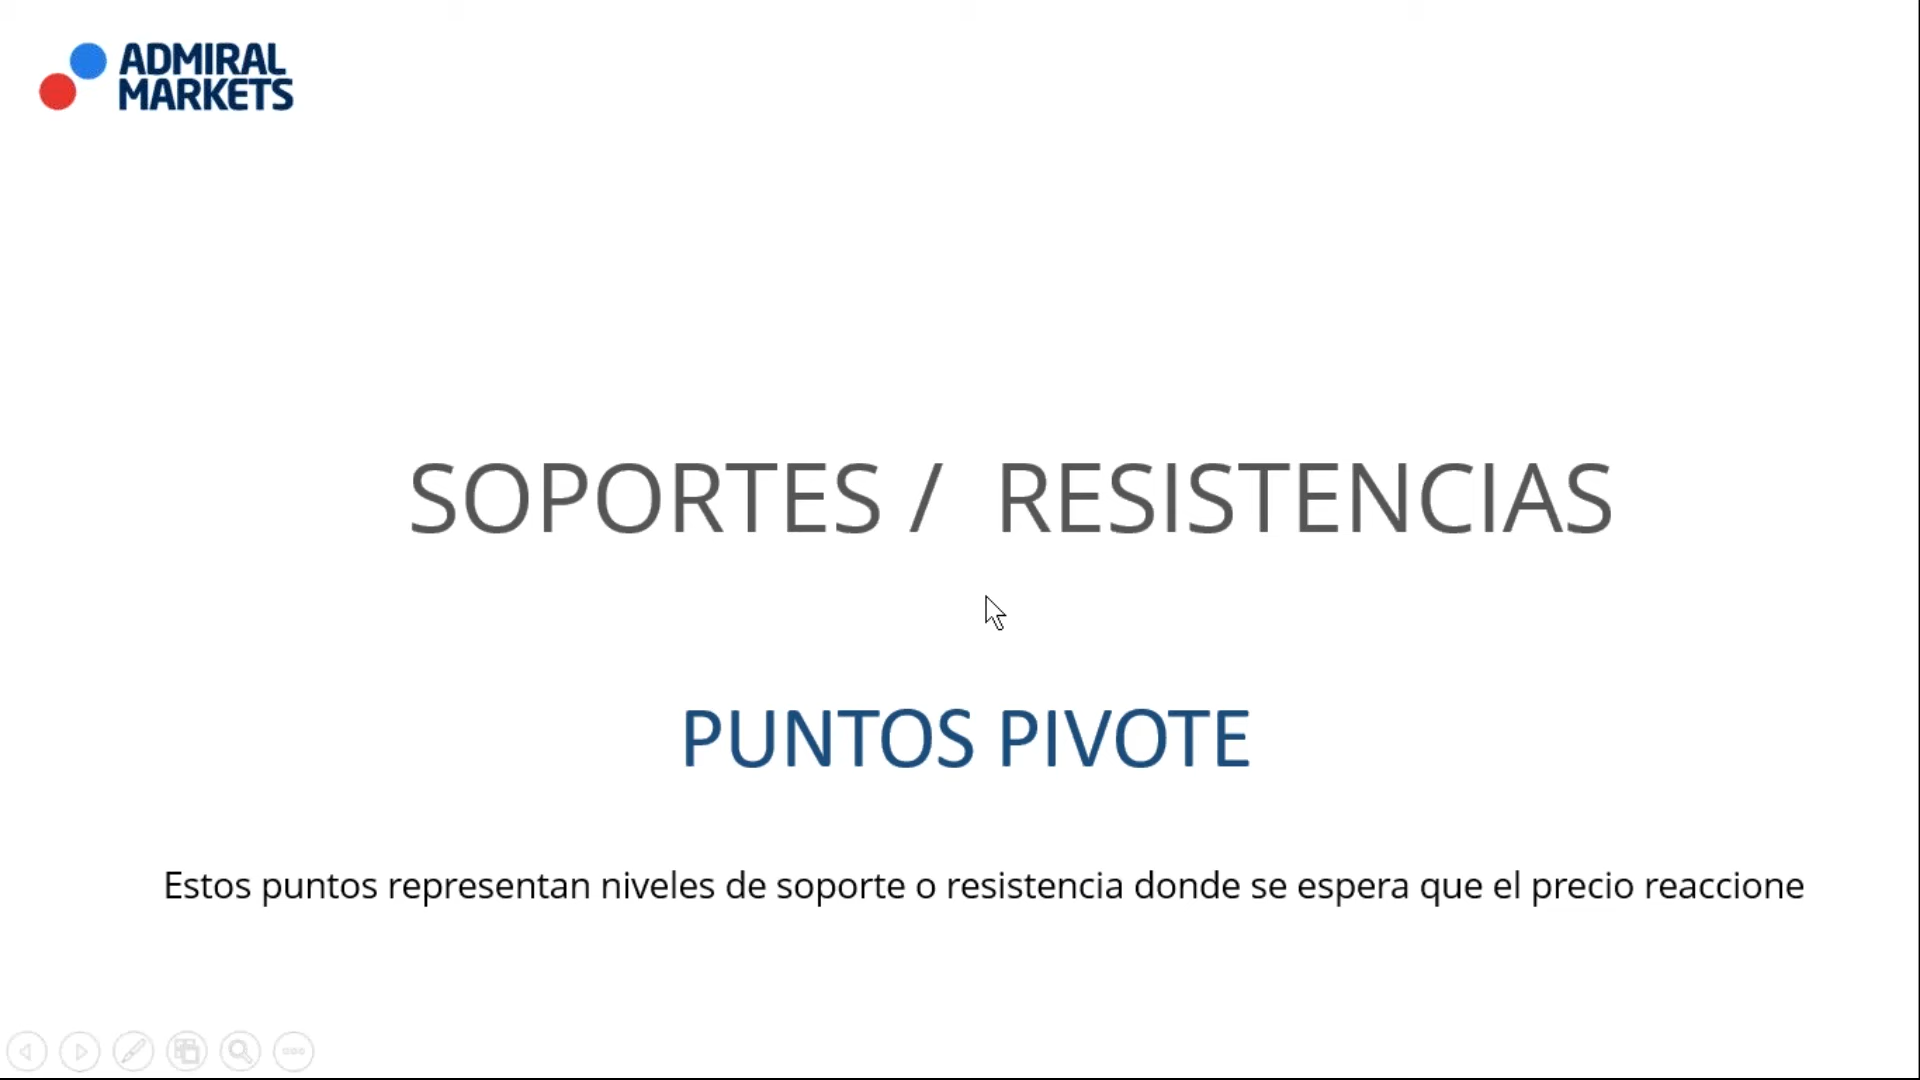 ADMIRAL
MARKETS
SOPORTES / RESISTENCIAS
PUNTOS PIVOTE
Estos puntos representan niveles de soporte o resistencia donde se espera que el precio reaccione